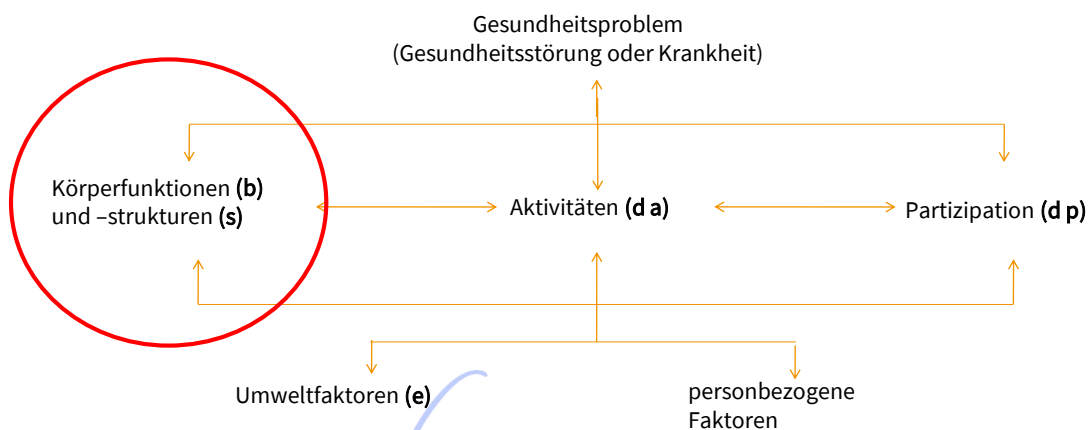 Gesundheitsproblem
(Gesundheitsstörung oder Krankheit)
Körperfunktionen (b)
und –strukturen (s)
Aktivitäten (d a)
Partizipation (d p)
Umweltfaktoren (e)
personbezogene
Faktoren